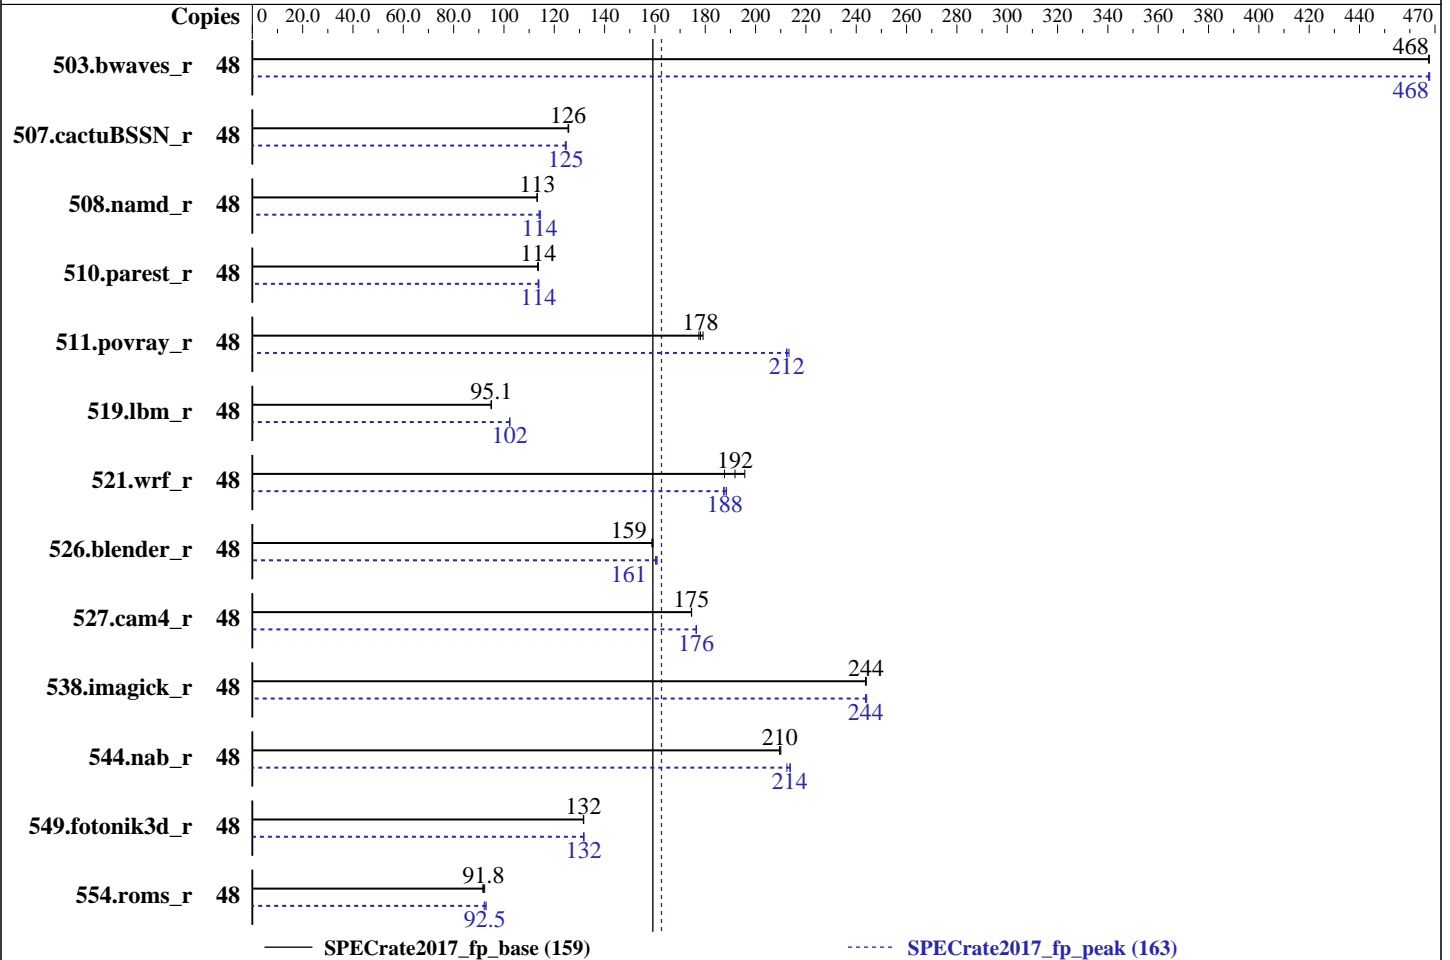 Copies 0 20.0 40.0 60.0 80.0 100 120 140 160 180 200 220 240 260 280 300 320 340 360 380 400 420 440 470
468
503.bwaves_r 48
468
126
507.cactuBSSN_r 48
125
113
508.namd_r 48
114
114
510.parest_r 48
114
178
511.povray_r 48
212
95.1
519.lbm_r 48
102
192
521.wrf_r 48
188
159
526.blender_r 48
161
175
527.cam4_r 48
176
244
538.imagick_r 48
244
210
544.nab_r 48
214
132
549.fotonik3d_r 48
132
91.8
554.roms_r 48
92.5
SPECrate2017_fp_base (159) SPECrate2017_fp_peak (163)